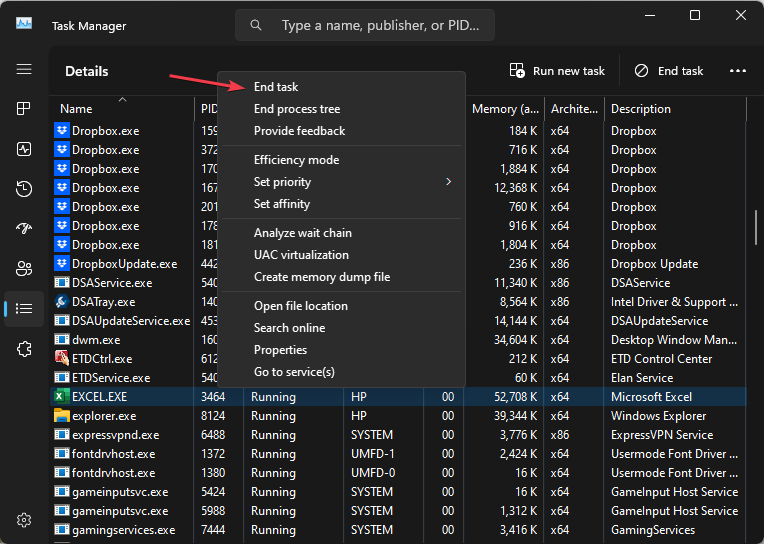 Task Manager
Type a name, publisher, or PID...
Details
Run new task
End task
Name PID Memory (a... Archite... Description
End task
End process tree
Provide feedback
Efficiency mode
Set priority
Set affinity
Analyze wait chain
UAC virtualization
Create memory dump file
Open file location
Search online
Properties
Go to service(s)
Dropbox.exe 159 184 K x64 Dropbox
Dropbox.exe 372 716 K x64 Dropbox
Dropbox.exe 170 1,884 K x64 Dropbox
Dropbox.exe 167 12,368 K x64 Dropbox
Dropbox.exe 201 760 K x64 Dropbox
Dropbox.exe 178 916 K x64 Dropbox
Dropbox.exe 181 1,804 K x64 Dropbox
DropboxUpdate.exe 442 236 K x86 Dropbox Update
DSAService.exe 540 11,340 K x86 DSAService
DSATray.exe 140 8,564 K x86 Intel Driver & Support ...
DSAUpdateService.exe 453 14,144 K x64 DSAUpdateService
dwm.exe 160 34,604 K x64 Desktop Window Man...
ETDCtrl.exe 121 212 K x64 ETD Control Center
ETDService.exe 540 60 K x64 Elan Service
EXCEL.EXE 3464 Running HP 00 52,708 K x64 Microsoft Excel
explorer.exe 8124 Running HP 00 39,344 K x64 Windows Explorer
expressvpnd.exe 6488 Running SYSTEM 00 3,776 K x86 ExpressVPN Service
fontdrvhost.exe 1372 Running UMFD-1 00 2,424 K x64 Usermode Font Driver ...
fontdrvhost.exe 1380 Running UMFD-0 00 16 K x64 Usermode Font Driver ...
gameinputsvc.exe 5424 Running SYSTEM 00 16 K x64 GameInput Host Service
gameinputsvc.exe 5988 Running SYSTEM 00 1,312 K x64 GameInput Host Service
gamingservices.exe 7444 Running SYSTEM 00 3,416 K x64 GamingServices